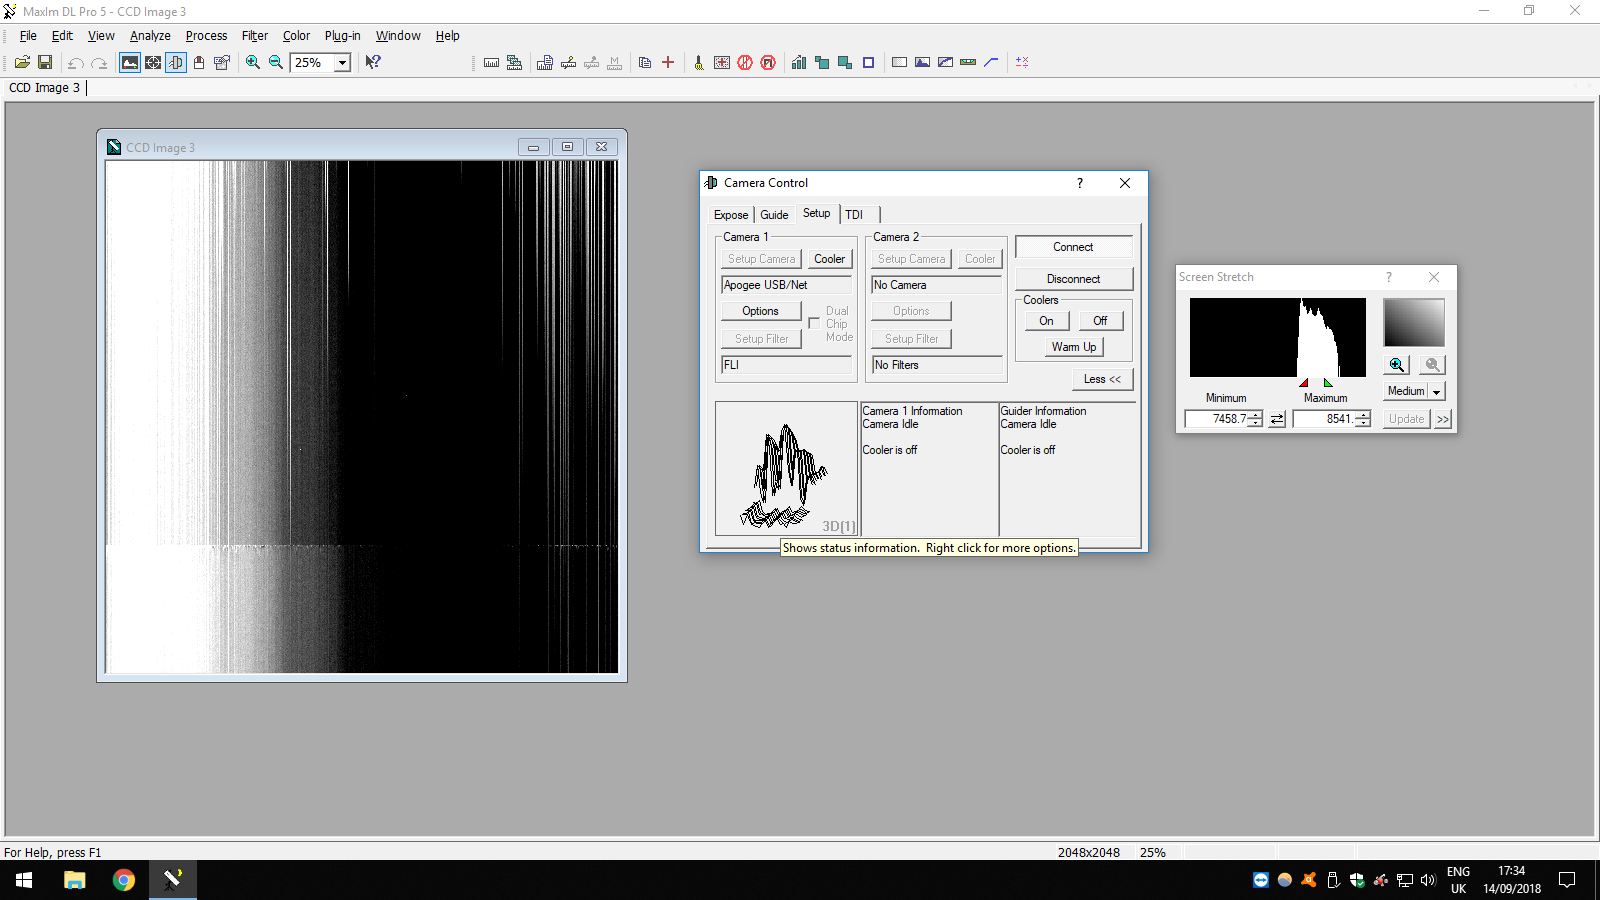 MaxIm DL Pro 5 - CCD Image 3
File Edit View Analyze Process Filter Color Plug-in Window Help
25%
CCD Image 3
CCD Image 3
Camera Control
Expose Guide Setup TDI
Camera 1
Setup Camera Cooler
Apogee USB/Net
Options
Dual
Chip
Mode
Setup Filter
FLI
Camera 2
Setup Camera Cooler
No Camera
Options
Setup Filter
No Filters
Connect
Disconnect
Coolers
On Off
Warm Up
Less <<
3D(1)
Camera 1 Information
Camera Idle
Cooler is off
Guider Information
Camera Idle
Cooler is off
Shows status information. Right click for more options.
Screen Stretch
Minimum Maximum
7458.7 8541.
Medium
Update >>
For Help, press F1
2048x2048 25%
ENG
UK
17:34
14/09/2018